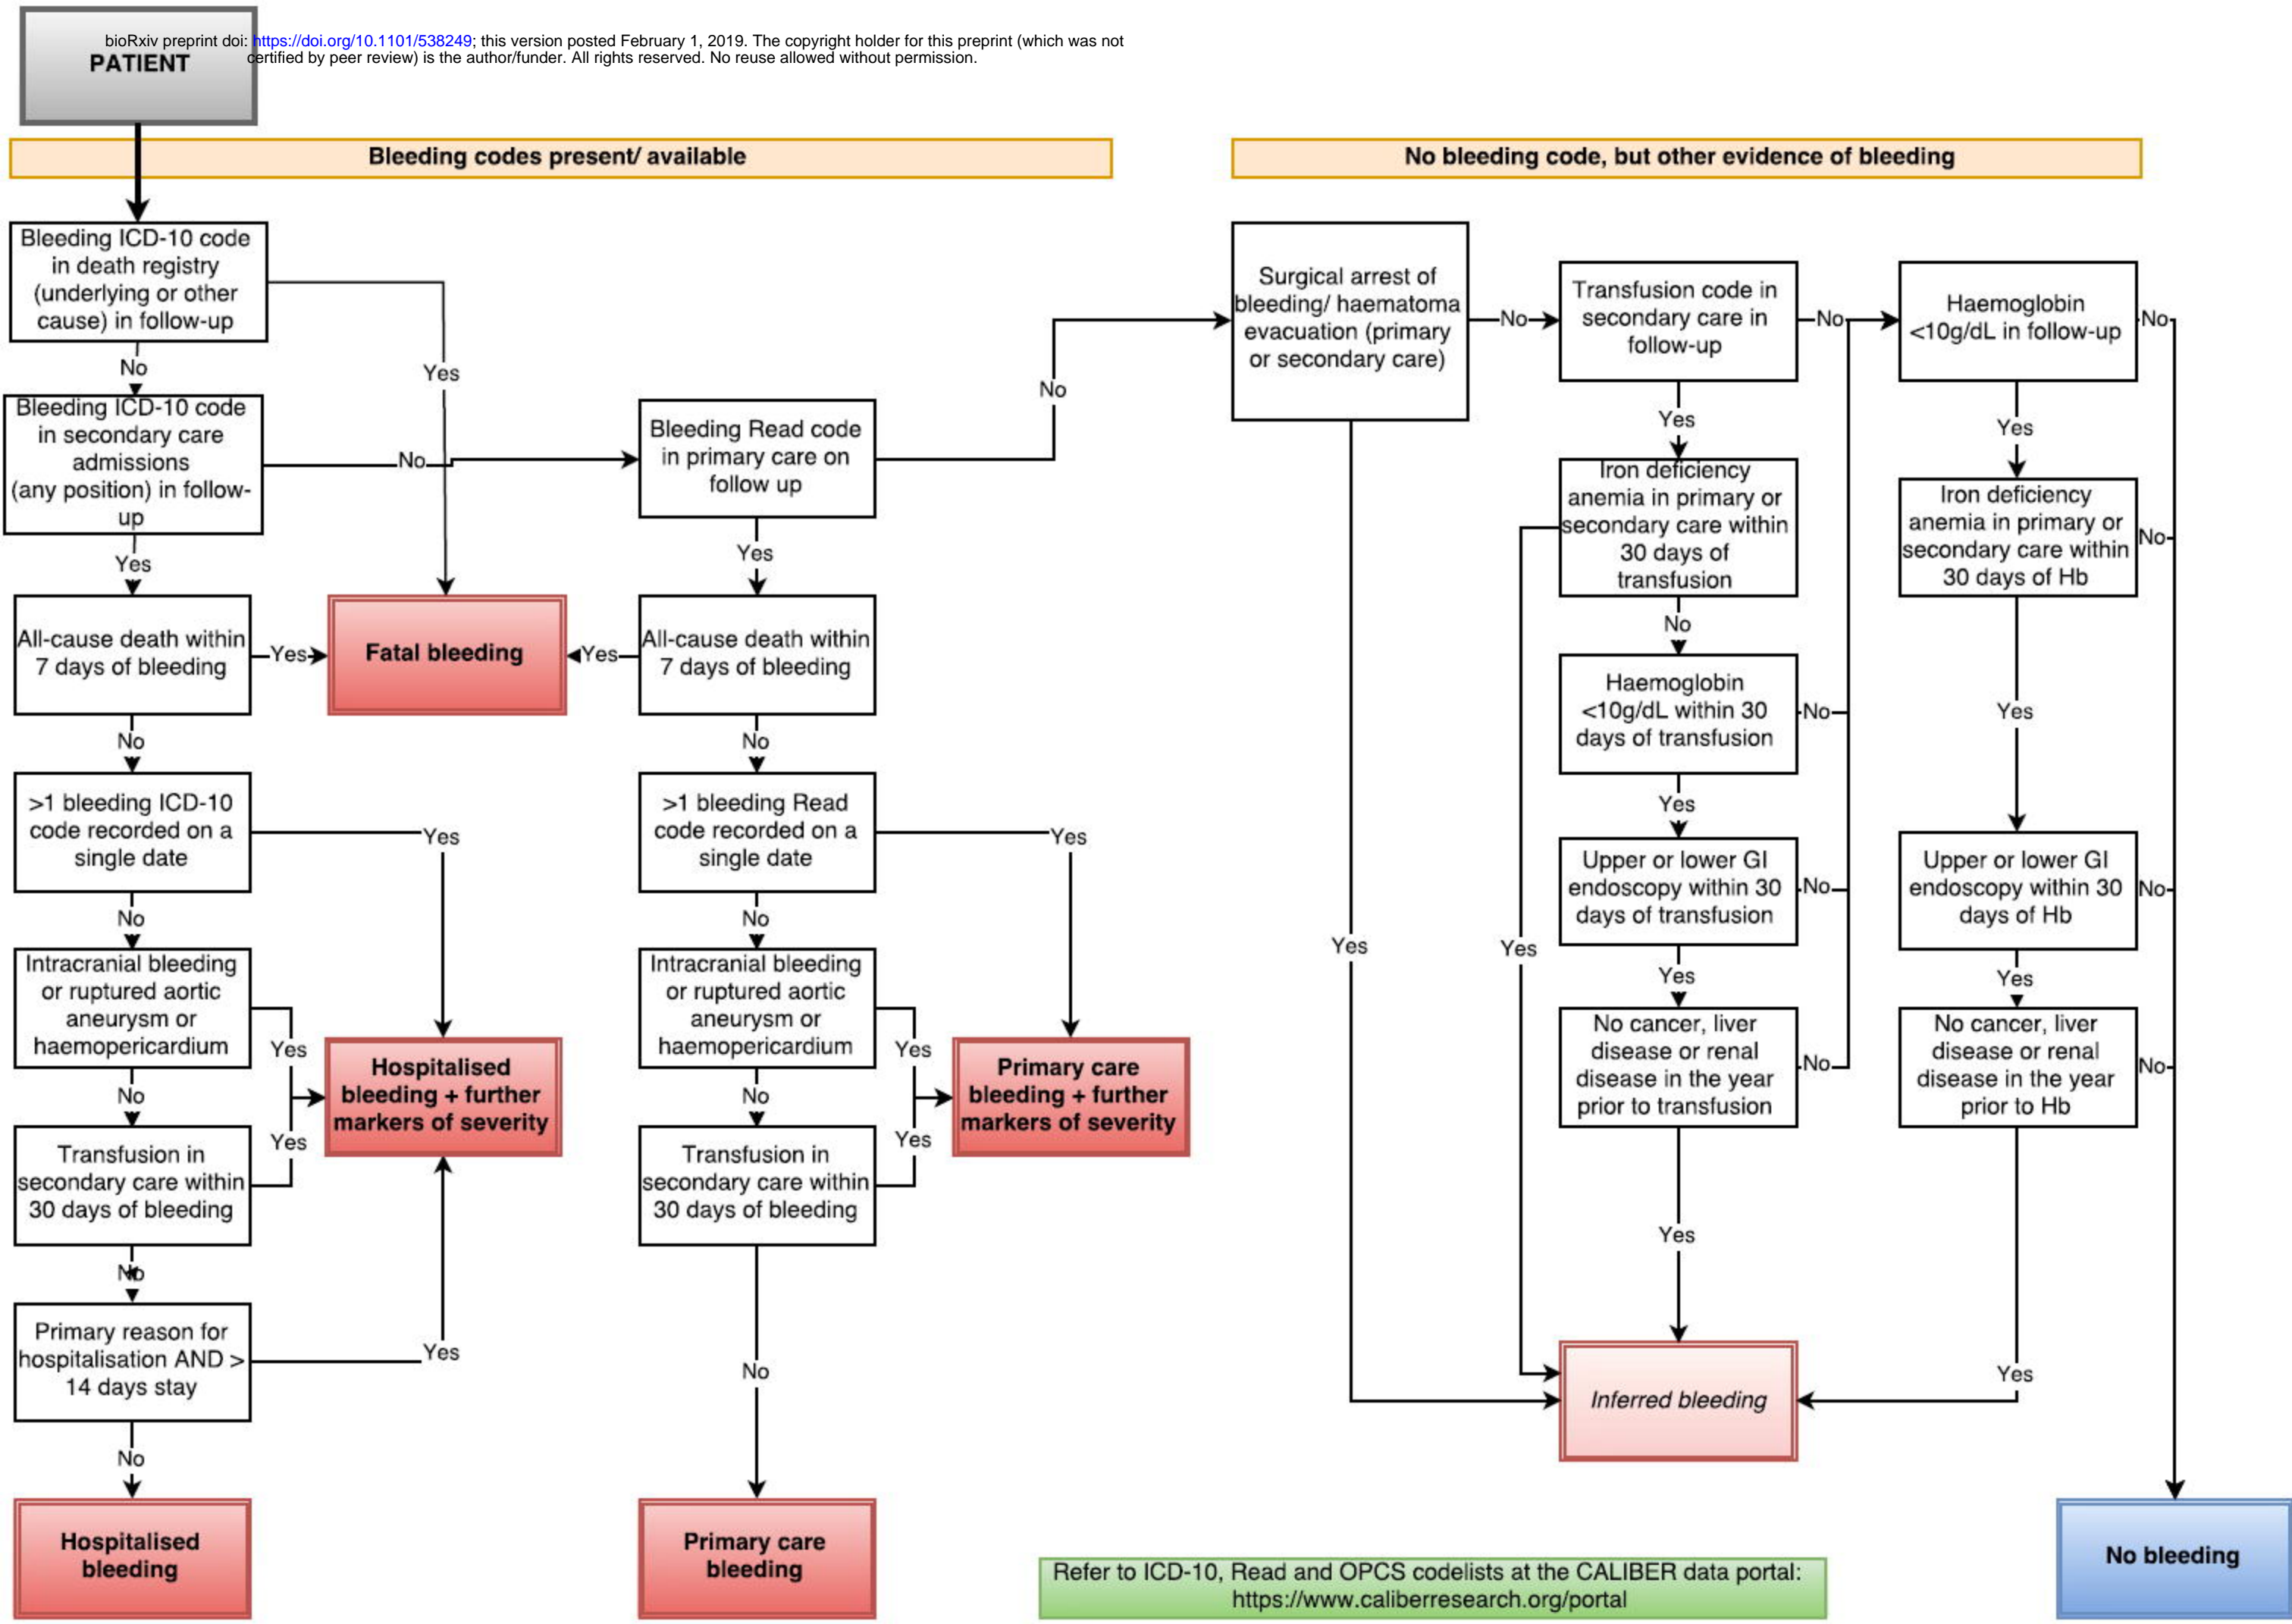 bioRxiv preprint doi: https://doi.org/10.1101/538249; this version posted February 1, 2019. The copyright holder for this preprint (which was not
certified by peer review) is the author/funder. All rights reserved. No reuse allowed without permission.
PATIENT
Bleeding codes present/ available
No bleeding code, but other evidence of bleeding
Bleeding ICD-10 code
in death registry
(underlying or other
cause) in follow-up
Yes
No
Bleeding ICD-10 code
in secondary care
admissions
(any position) in follow-
up
No
Yes
Bleeding Read code
in primary care on
follow up
No
Yes
All-cause death within
7 days of bleeding
Yes
Fatal bleeding
Yes
All-cause death within
7 days of bleeding
No
No
>1 bleeding ICD-10
code recorded on a
single date
Yes
No
>1 bleeding Read
code recorded on a
single date
Yes
No
Intracranial bleeding
or ruptured aortic
aneurysm or
haemopericardium
Yes
No
Intracranial bleeding
or ruptured aortic
aneurysm or
haemopericardium
Yes
No
Hospitalised
bleeding + further
markers of severity
Primary care
bleeding + further
markers of severity
Transfusion in
secondary care within
30 days of bleeding
Yes
No
Transfusion in
secondary care within
30 days of bleeding
Yes
No
Primary reason for
hospitalisation AND >
14 days stay
Yes
No
Hospitalised
bleeding
Primary care
bleeding
Surgical arrest of
bleeding/ haematoma
evacuation (primary
or secondary care)
No
Yes
Transfusion code in
secondary care in
follow-up
No
Yes
Haemoglobin
<10g/dL in follow-up
No
Yes
Iron deficiency
anemia in primary or
secondary care within
30 days of
transfusion
Yes
No
Iron deficiency
anemia in primary or
secondary care within
30 days of Hb
No
Yes
Haemoglobin
<10g/dL within 30
days of transfusion
No
Yes
Upper or lower GI
endoscopy within 30
days of transfusion
No
Yes
Upper or lower GI
endoscopy within 30
days of Hb
No
Yes
No cancer, liver
disease or renal
disease in the year
prior to transfusion
No
Yes
No cancer, liver
disease or renal
disease in the year
prior to Hb
No
Yes
Inferred bleeding
No bleeding
Refer to ICD-10, Read and OPCS codelists at the CALIBER data portal:
https://www.caliberresearch.org/portal